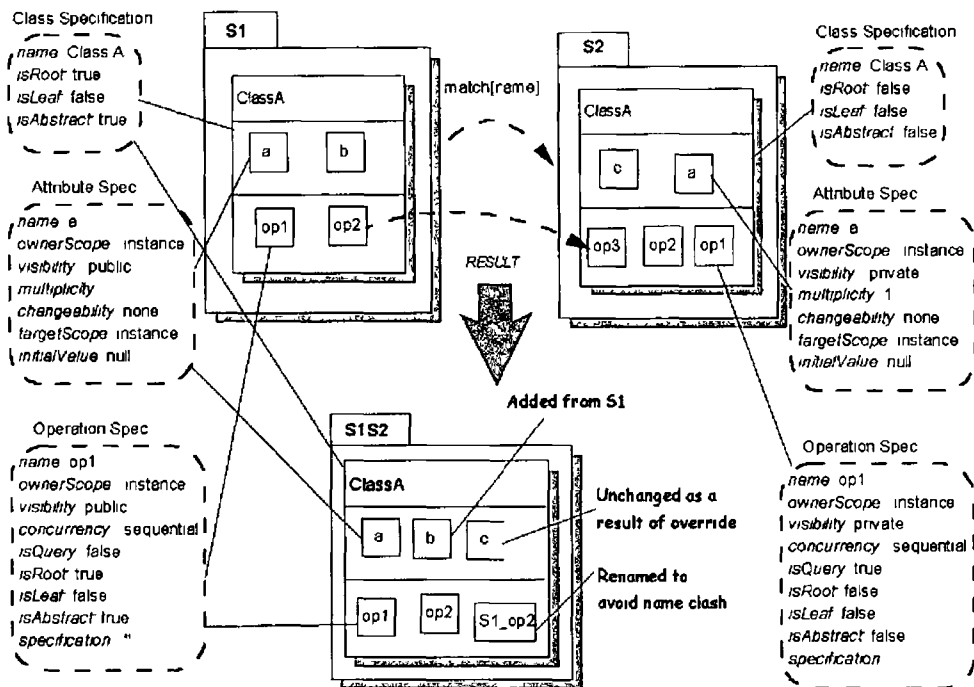 Class Specification
name Class A
isRoot true
isLeaf false
isAbstract true
Attribute Spec
name a
ownerScope instance
visibility public
multiplicity
changeability none
targetScope instance
initialValue null
Operation Spec
name op1
ownerScope instance
visibility public
concurrency sequential
isQuery false
isRoot true
isLeaf false
isAbstract true
specification "
S1
ClassA
a
b
op1
op2
match[name]
RESULT
S2
ClassA
c
a
op3
op2
op1
Class Specification
name Class A
isRoot false
isLeaf false
isAbstract false
Attribute Spec
name a
ownerScope instance
visibility private
multiplicity 1
changeability none
targetScope instance
initialValue null
Operation Spec
name op1
ownerScope instance
visibility private
concurrency sequential
isQuery true
isRoot false
isLeaf false
isAbstract false
specification
S1S2
ClassA
a
b
c
op1
op2
S1_op2
Added from S1
Unchanged as a
result of override
Renamed to
avoid name clash